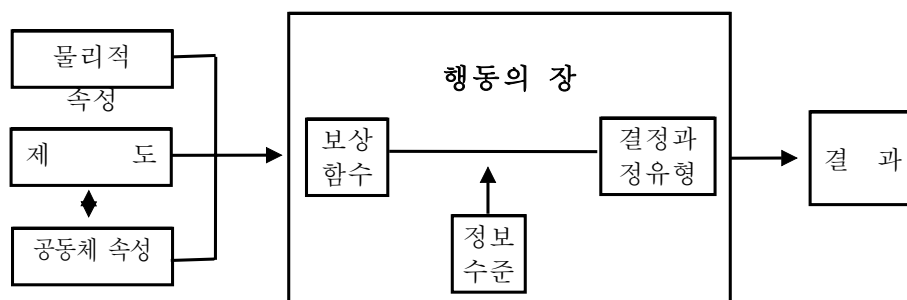 물리적
속성
제 도
공동체 속성
행동의 장
보상
함수
결정과
정유형
정보
수준
결 과